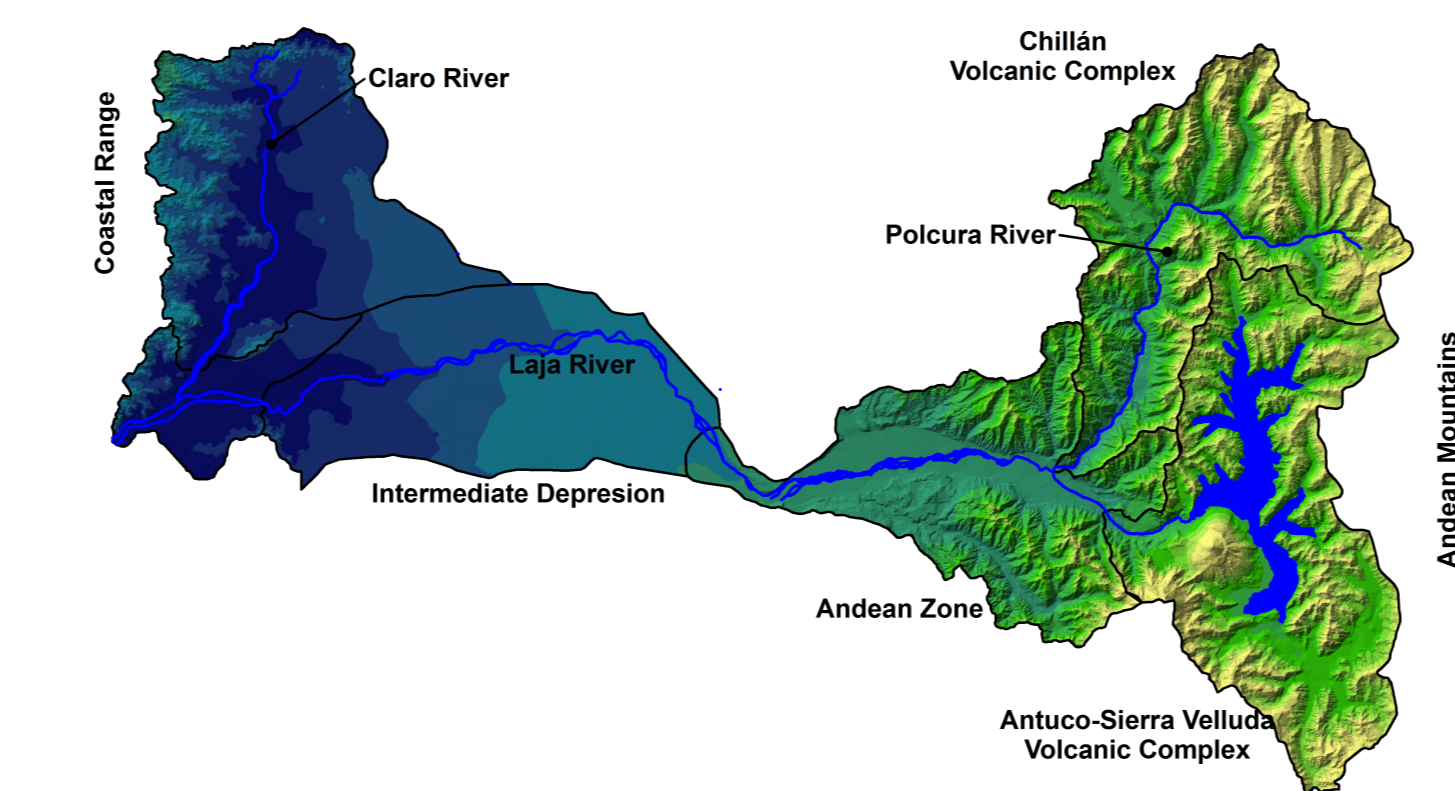 Chillán
Volcanic Complex
Claro River
Coastal Range
Polcura River
Laja River
Andean Mountains
Intermediate Depresion
Andean Zone
Antuco-Sierra Velluda
Volcanic Complex